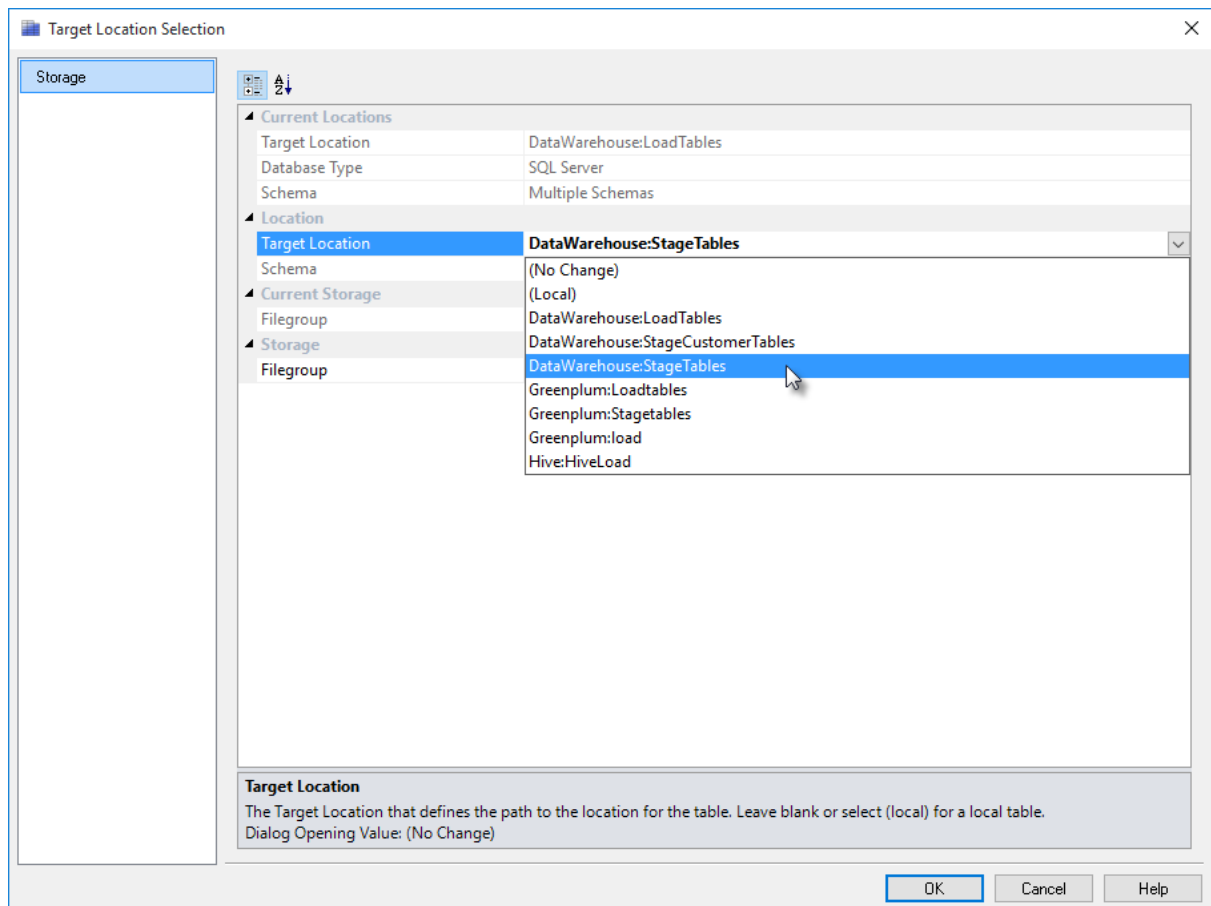 Target Location Selection
Storage
Current Locations
Target Location DataWarehouse:LoadTables
Database Type SQL Server
Schema Multiple Schemas
Location
Target Location DataWarehouse:StageTables
Schema (No Change)
(Local)
Current Storage
Filegroup DataWarehouse:LoadTables
Storage DataWarehouse:StageCustomerTables
Filegroup DataWarehouse:StageTables
Greenplum:Loadtables
Greenplum:Stagetables
Greenplum:load
Hive:HiveLoad
Target Location
The Target Location that defines the path to the location for the table. Leave blank or select (local) for a local table.
Dialog Opening Value: (No Change)
OK Cancel Help